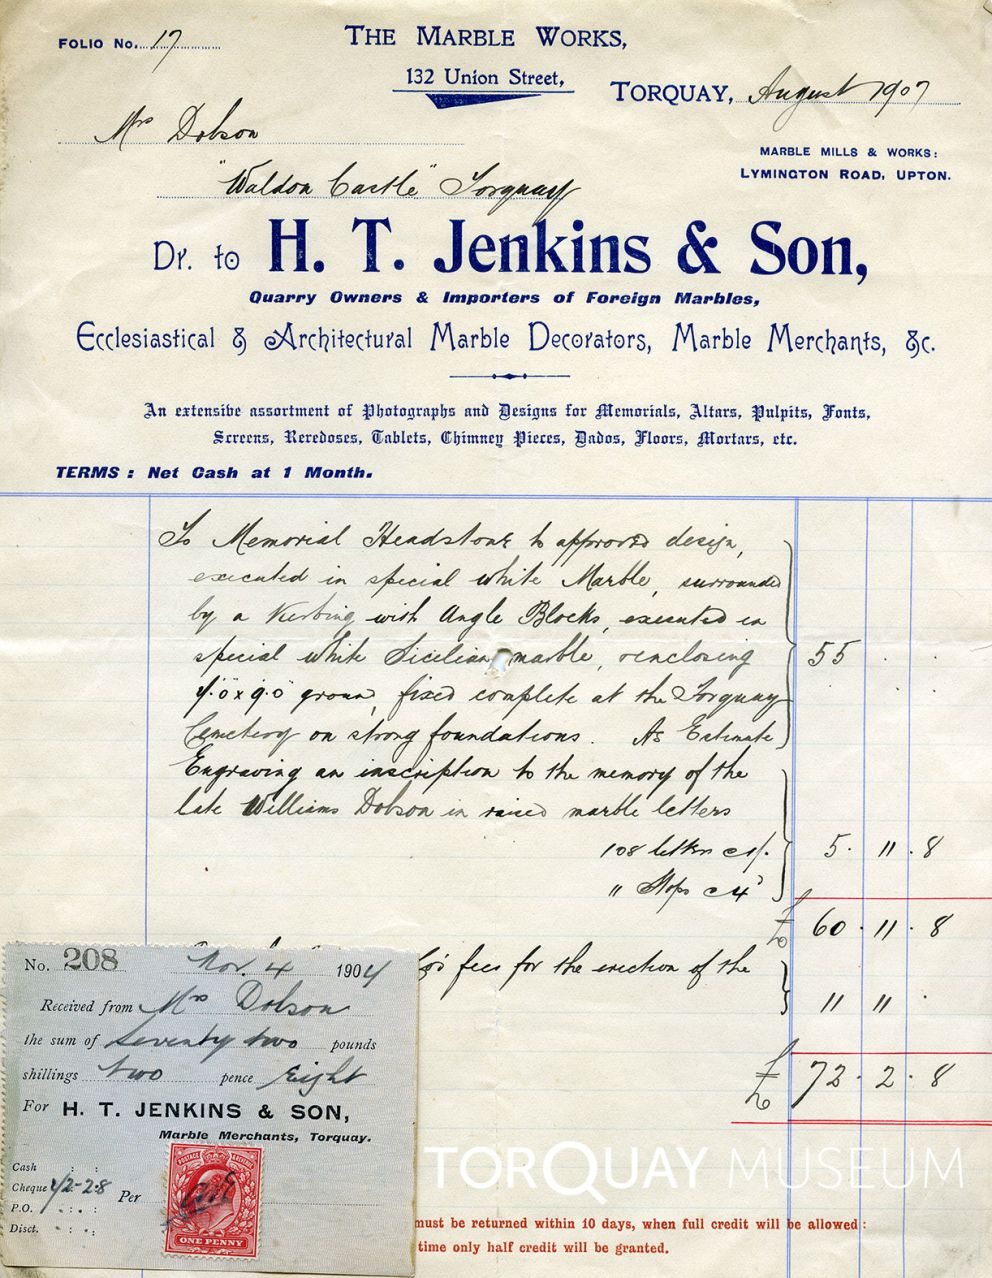 FOLIO No. 17
THE MARBLE WORKS,
132 Union Street,
TORQUAY, August 1907
Mrs Dobson
"Waldon Castle" Torquay
MARBLE MILLS & WORKS:
LYMINGTON ROAD, UPTON.
Dr. to H. T. Jenkins & Son,
Quarry Owners & Importers of Foreign Marbles,
Ecclesiastical & Architectural Marble Decorators, Marble Merchants, &c.
An extensive assortment of Photographs and Designs for Memorials, Altars, Pulpits, Fonts,
Screens, Reredoses, Tablets, Chimney Pieces, Dados, Floors, Mortars, etc.
TERMS : Net Cash at 1 Month.
To Memorial Headstone to approved design,
executed in special white Marble, surrounded
by a Kerbing with Angle Blocks, executed in
special white Sicilian marble, enclosing 55 . .
9.0 groun, fixed complete at the Torquay
Cemetery on strong foundations. As Estimate
Engraving an inscription to the memory of the
late Williams Dobson in raised marble letters
108 letters @ 1/. 5 . 11 . 8
" Stops @ 4
£ 60 . 11 . 8
fees for the erection of the
11 11 .
£ 72 . 2 . 8
No. 208 Nov. 4 1904
Received from Mrs Dobson
the sum of seventy two pounds
shillings two pence Eight
For H. T. JENKINS & SON,
Marble Merchants, Torquay.
Cash : :
Cheque 72-2-8 Per
P.O. : :
Disct. : :
POSTAGE & REVENUE
ONE PENNY
TORQUAY MUSEUM
must be returned within 10 days, when full credit will be allowed :
time only half credit will be granted.